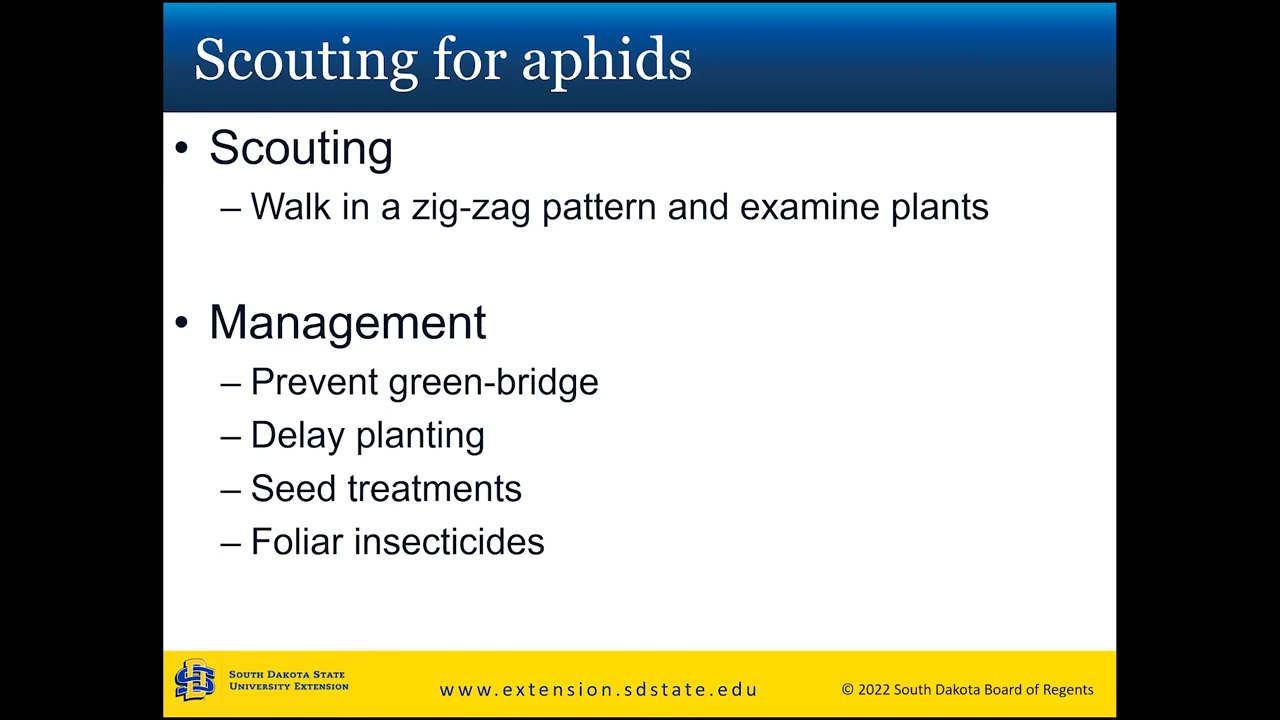 Scouting for aphids
• Scouting
– Walk in a zig-zag pattern and examine plants
• Management
– Prevent green-bridge
– Delay planting
– Seed treatments
– Foliar insecticides
SOUTH DAKOTA STATE
UNIVERSITY EXTENSION
www.extension.sdstate.edu
© 2022 South Dakota Board of Regents